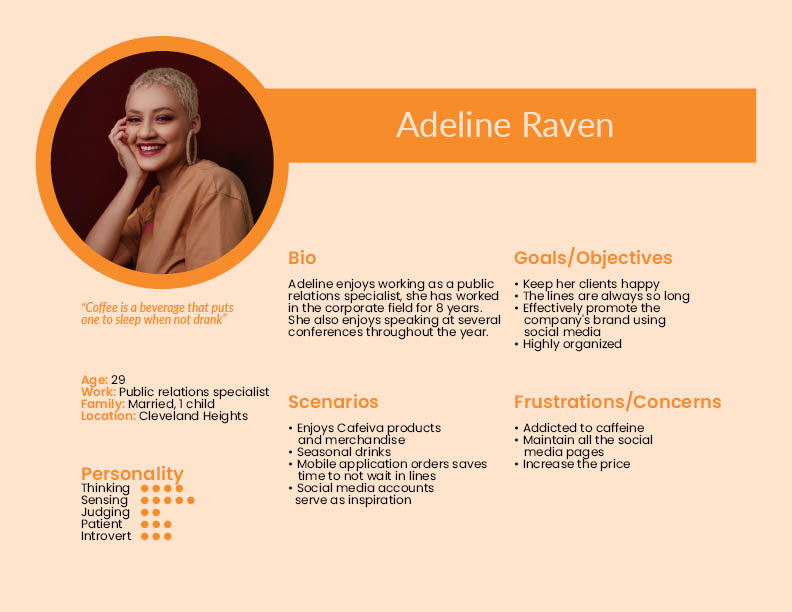 Adeline Raven
"Coffee is a beverage that puts
one to sleep when not drank"
Age: 29
Work: Public relations specialist
Family: Married, 1 child
Location: Cleveland Heights
Personality
Thinking
Sensing
Judging
Patient
Introvert
Bio
Adeline enjoys working as a public
relations specialist, she has worked
in the corporate field for 8 years.
She also enjoys speaking at several
conferences throughout the year.
Scenarios
• Enjoys Cafeiva products
and merchandise
• Seasonal drinks
• Mobile application orders saves
time to not wait in lines
• Social media accounts
serve as inspiration
Goals/Objectives
• Keep her clients happy
• The lines are always so long
• Effectively promote the
company's brand using
social media
• Highly organized
Frustrations/Concerns
• Addicted to caffeine
• Maintain all the social
media pages
• Increase the price